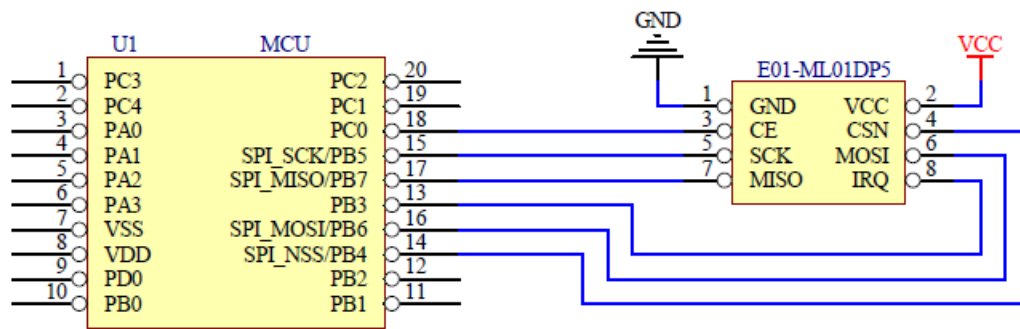 GND
U1 MCU VCC
E01-ML01DP5
1 PC3 PC2 20
2 PC4 PC1 19
3 PA0 PC0 18
4 PA1 SPI_SCK/PB5 15
5 PA2 SPI_MISO/PB7 17
6 PA3 PB3 13
7 VSS SPI_MOSI/PB6 16
8 VDD SPI_NSS/PB4 14
9 PD0 PB2 12
10 PB0 PB1 11
1 GND VCC 2
3 CE CSN 4
5 SCK MOSI 6
7 MISO IRQ 8